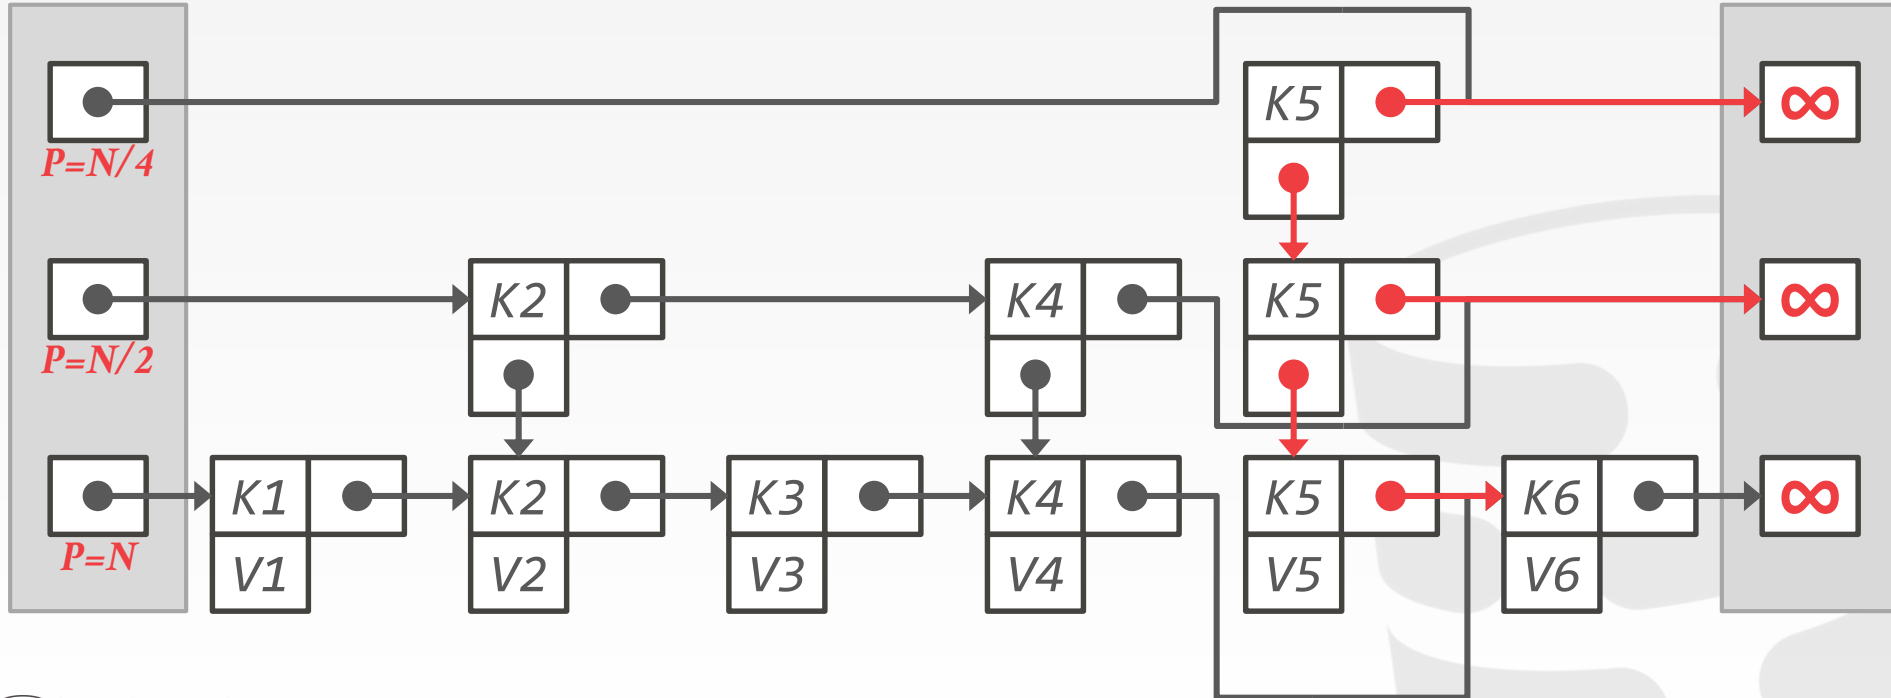 K5 ∞
P=N/4
K2 K4 K5 ∞
P=N/2
K1 K2 K3 K4 K5 K6 ∞
P=N
V1 V2 V3 V4 V5 V6